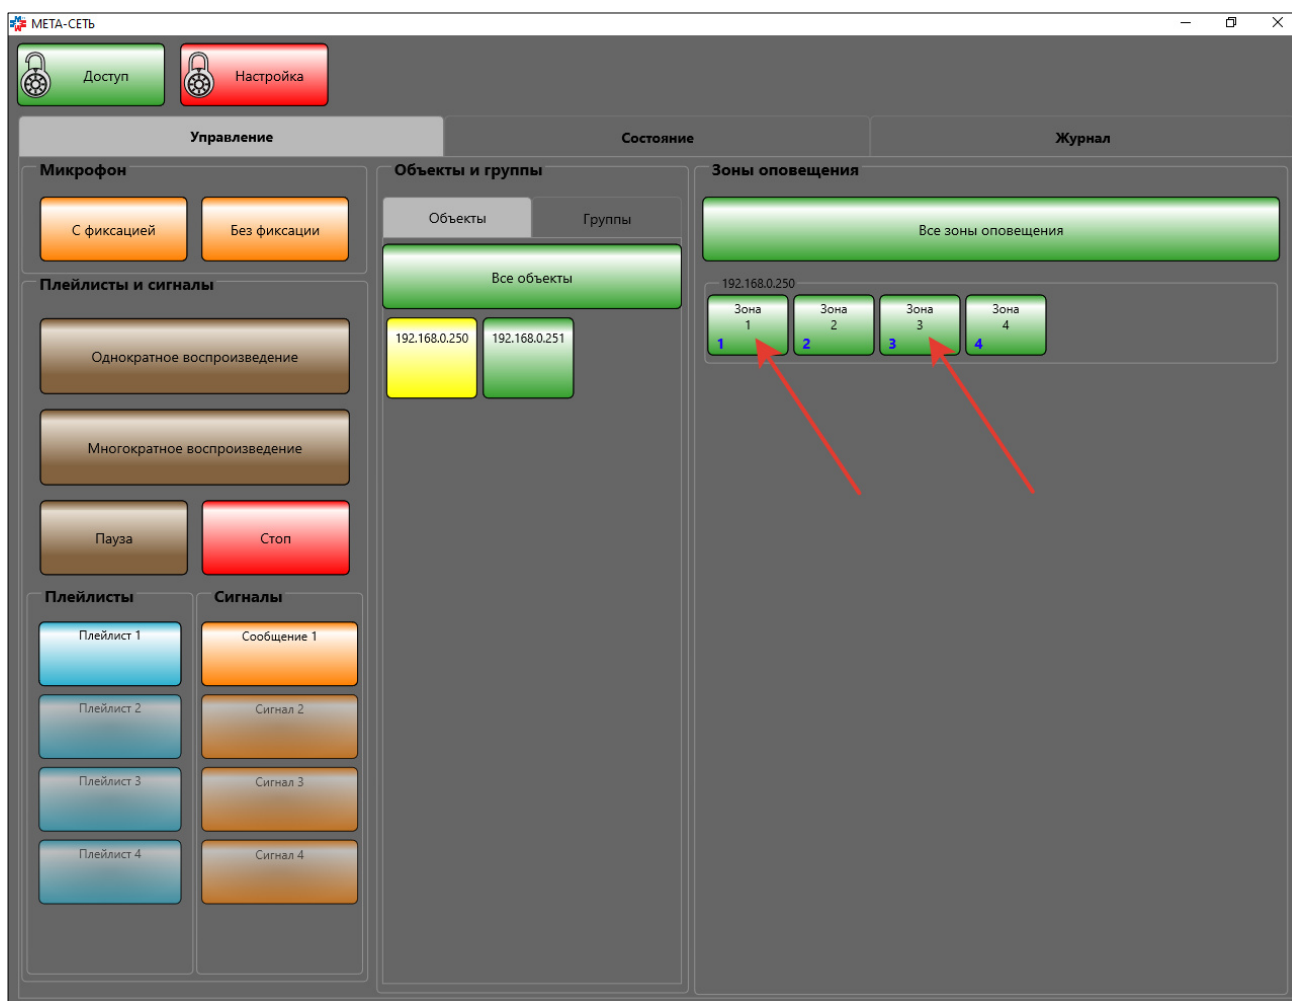 МЕТА-СЕТЬ
Доступ
Настройка
Управление
Состояние
Журнал
Микрофон
С фиксацией
Без фиксации
Плейлисты и сигналы
Однократное воспроизведение
Многократное воспроизведение
Пауза
Стоп
Плейлисты
Сигналы
Плейлист 1
Сообщение 1
Плейлист 2
Сигнал 2
Плейлист 3
Сигнал 3
Плейлист 4
Сигнал 4
Объекты и группы
Объекты
Группы
Все объекты
192.168.0.250
192.168.0.251
Зоны оповещения
Все зоны оповещения
192.168.0.250
Зона
1
1
Зона
2
2
Зона
3
3
Зона
4
4